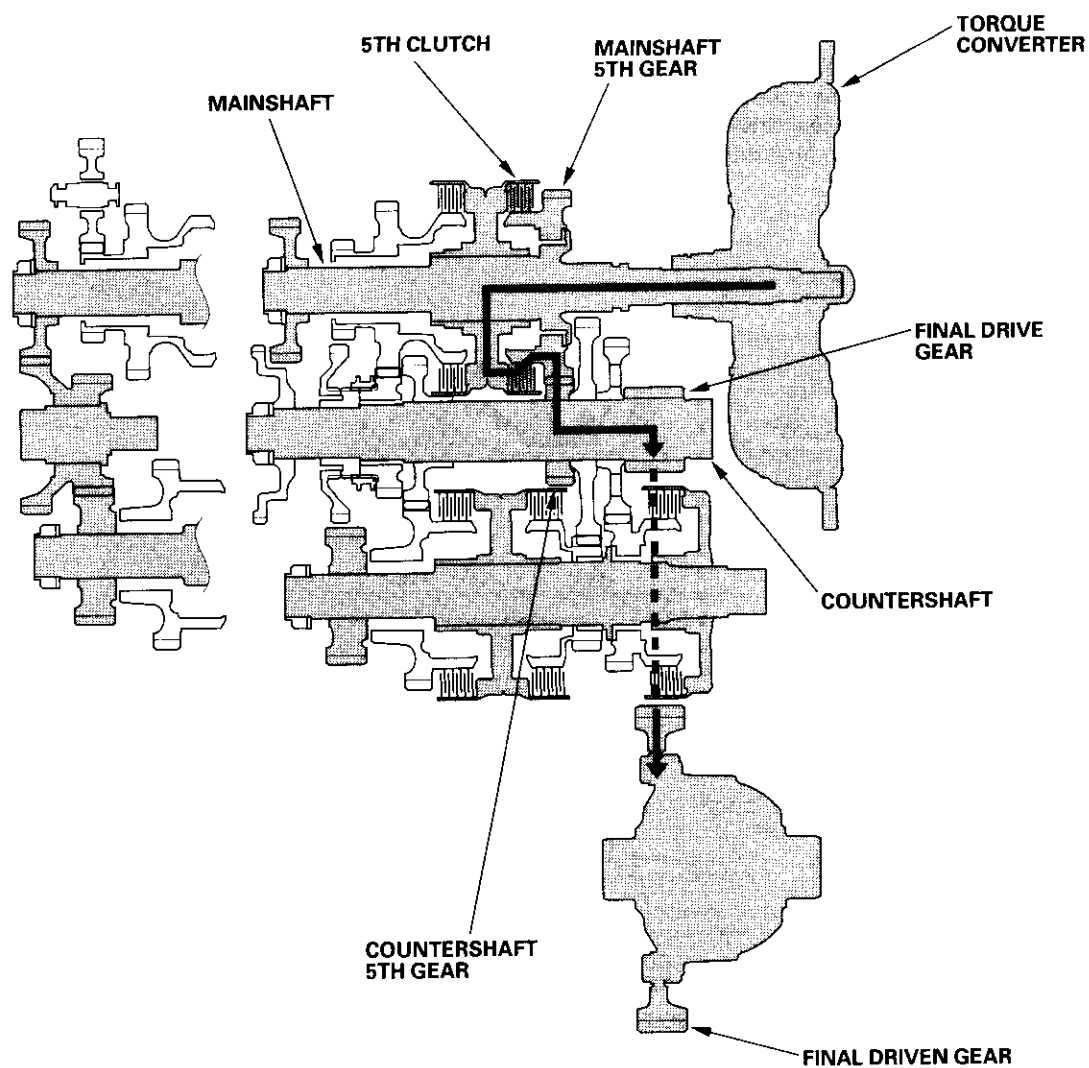 TORQUE
CONVERTER
5TH CLUTCH
MAINSHAFT
5TH GEAR
MAINSHAFT
FINAL DRIVE
GEAR
COUNTERSHAFT
COUNTERSHAFT
5TH GEAR
FINAL DRIVEN GEAR